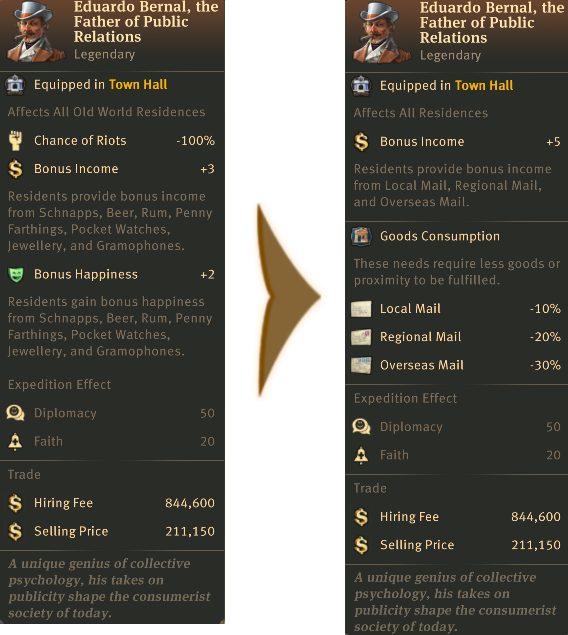 Eduardo Bernal, the
Father of Public
Relations
Legendary
Equipped in Town Hall
Affects All Old World Residences
Chance of Riots -100%
Bonus Income +3
Residents provide bonus income
from Schnapps, Beer, Rum, Penny
Farthings, Pocket Watches,
Jewellery, and Gramophones.
Bonus Happiness +2
Residents gain bonus happiness
from Schnapps, Beer, Rum, Penny
Farthings, Pocket Watches,
Jewellery, and Gramophones.
Expedition Effect
Diplomacy 50
Faith 20
Trade
Hiring Fee 844,600
Selling Price 211,150
A unique genius of collective
psychology, his takes on
publicity shape the consumerist
society of today.
Eduardo Bernal, the
Father of Public
Relations
Legendary
Equipped in Town Hall
Affects All Residences
Bonus Income +5
Residents provide bonus income
from Local Mail, Regional Mail,
and Overseas Mail.
Goods Consumption
These needs require less goods or
proximity to be fulfilled.
Local Mail -10%
Regional Mail -20%
Overseas Mail -30%
Expedition Effect
Diplomacy 50
Faith 20
Trade
Hiring Fee 844,600
Selling Price 211,150
A unique genius of collective
psychology, his takes on
publicity shape the consumerist
society of today.